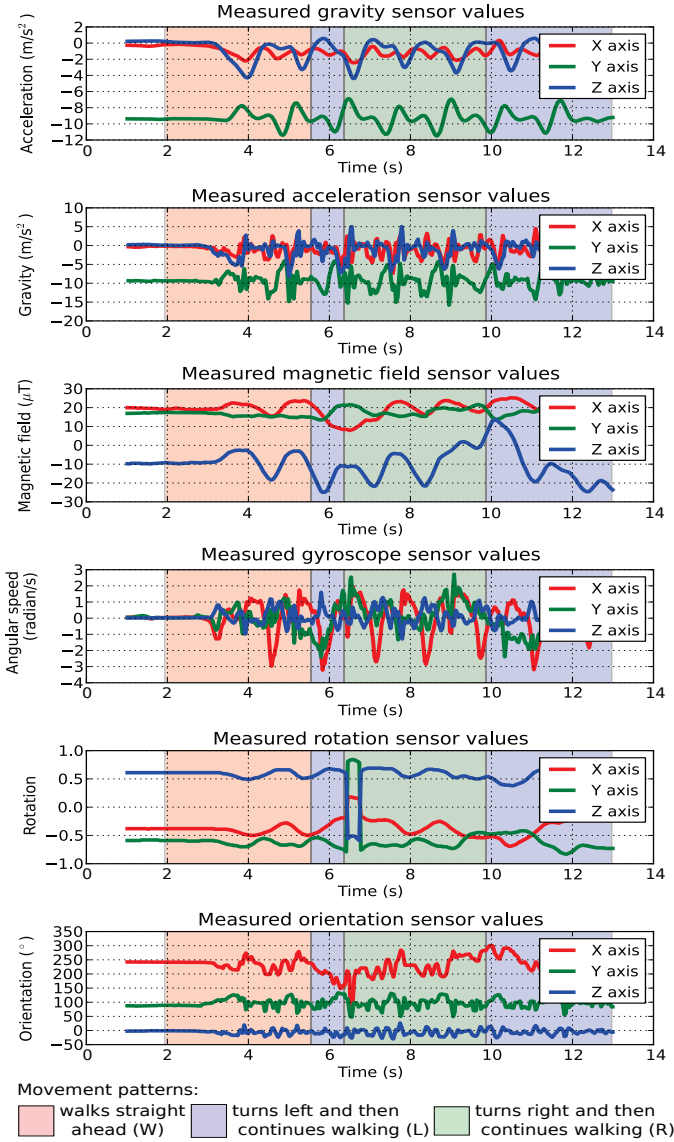 Measured gravity sensor values
Acceleration (m/s²)
2
0
−2
−4
−6
−8
−10
−12
X axis
Y axis
Z axis
0 2 4 6 8 10 12 14
Time (s)
Measured acceleration sensor values
Gravity (m/s²)
10
5
0
−5
−10
−15
−20
X axis
Y axis
Z axis
0 2 4 6 8 10 12 14
Time (s)
Measured magnetic field sensor values
Magnetic field (μT)
30
20
10
0
−10
−20
−30
X axis
Y axis
Z axis
0 2 4 6 8 10 12 14
Time (s)
Measured gyroscope sensor values
Angular speed
(radian/s)
3
2
1
0
−1
−2
−3
−4
X axis
Y axis
Z axis
0 2 4 6 8 10 12 14
Time (s)
Measured rotation sensor values
Rotation
1.0
0.5
0.0
−0.5
−1.0
X axis
Y axis
Z axis
0 2 4 6 8 10 12 14
Time (s)
Measured orientation sensor values
Orientation (°)
350
300
250
200
150
100
50
0
−50
X axis
Y axis
Z axis
0 2 4 6 8 10 12 14
Time (s)
Movement patterns:
walks straight
ahead (W)
turns left and then
continues walking (L)
turns right and then
continues walking (R)